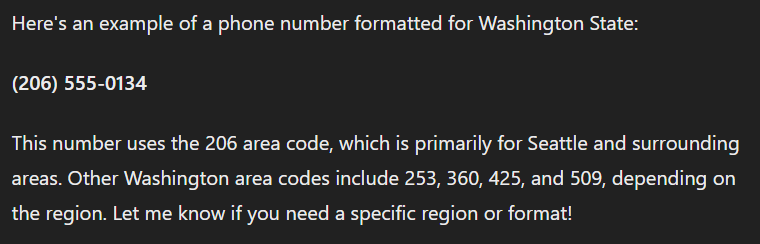 Here's an example of a phone number formatted for Washington State:
(206) 555-0134
This number uses the 206 area code, which is primarily for Seattle and surrounding
areas. Other Washington area codes include 253, 360, 425, and 509, depending on
the region. Let me know if you need a specific region or format!